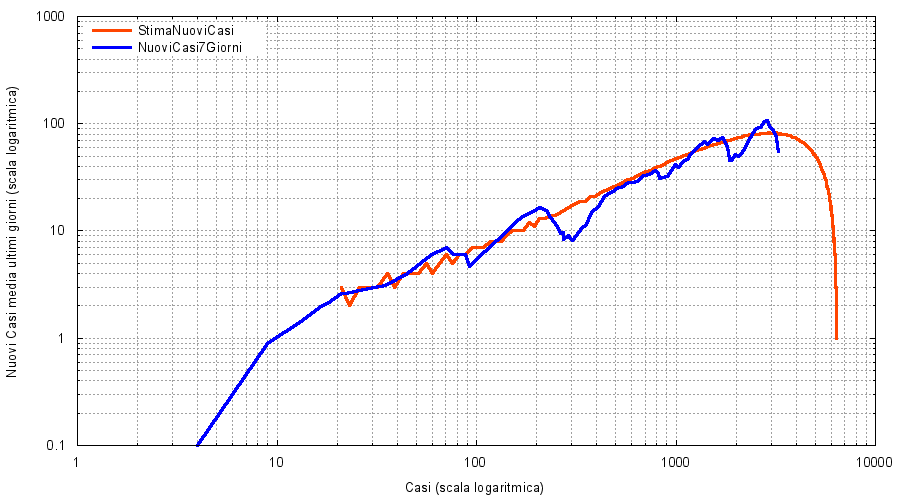 1000
StimaNuoviCasi
NuoviCasi7Giorni
100
10
1
0.1
Nuovi Casi media ultimi giorni (scala logaritmica)
1 10 100 1000 10000
Casi (scala logaritmica)